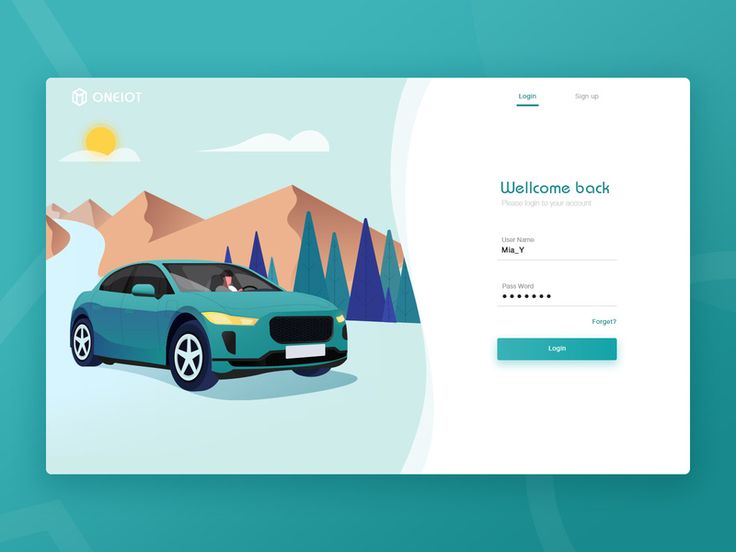 ONEIOT
Login
Sign up
Wellcome back
Please login to your account
User Name
Mia_Y
Pass Word
●●●●●●●
Forget?
Login